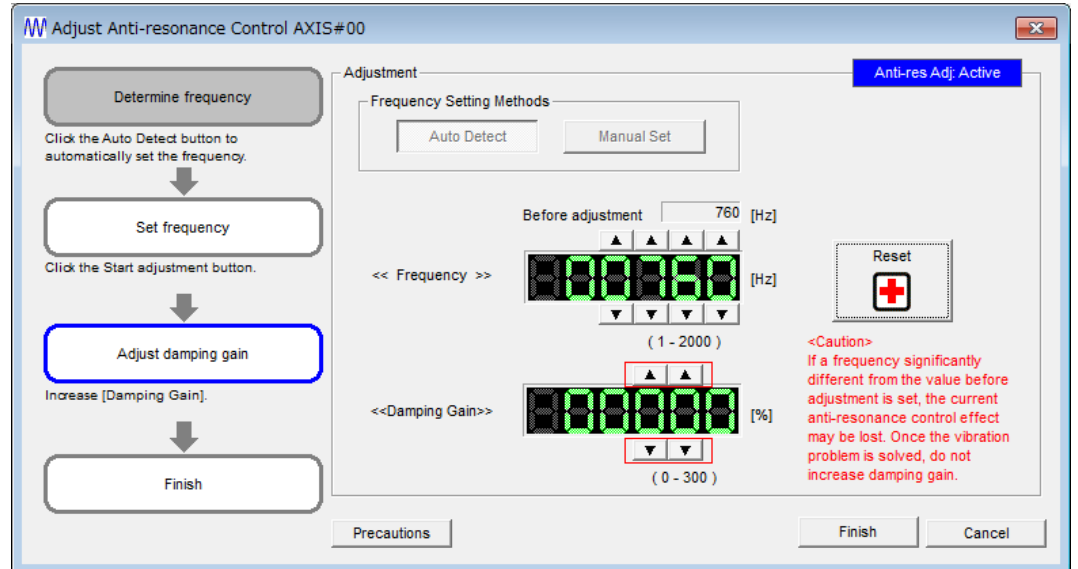 Adjust Anti-resonance Control AXIS#00
Determine frequency
Click the Auto Detect button to
automatically set the frequency.
Set frequency
Click the Start adjustment button.
Adjust damping gain
Increase [Damping Gain].
Finish
Adjustment
Anti-res Adj: Active
Frequency Setting Methods
Auto Detect
Manual Set
Before adjustment 760 [Hz]
<< Frequency >> 00760 [Hz]
( 1 - 2000 )
<<Damping Gain>> 00000 [%]
( 0 - 300 )
Reset
<Caution>
If a frequency significantly
different from the value before
adjustment is set, the current
anti-resonance control effect
may be lost. Once the vibration
problem is solved, do not
increase damping gain.
Precautions
Finish
Cancel